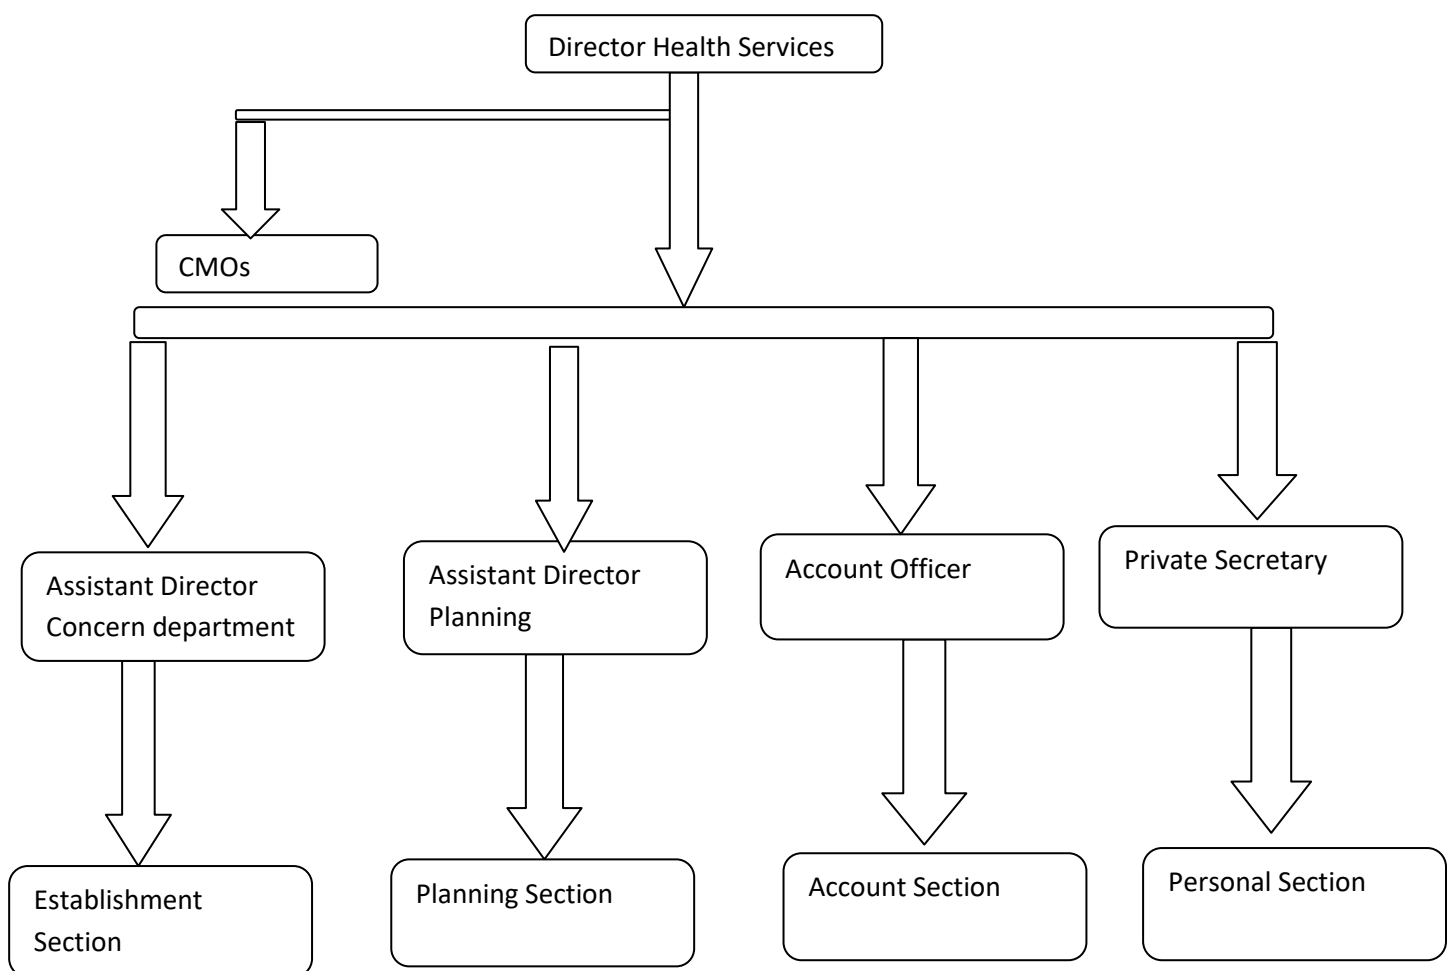 Director Health Services
CMOs
Assistant Director
Concern department
Assistant Director
Planning
Account Officer
Private Secretary
Establishment
Section
Planning Section
Account Section
Personal Section